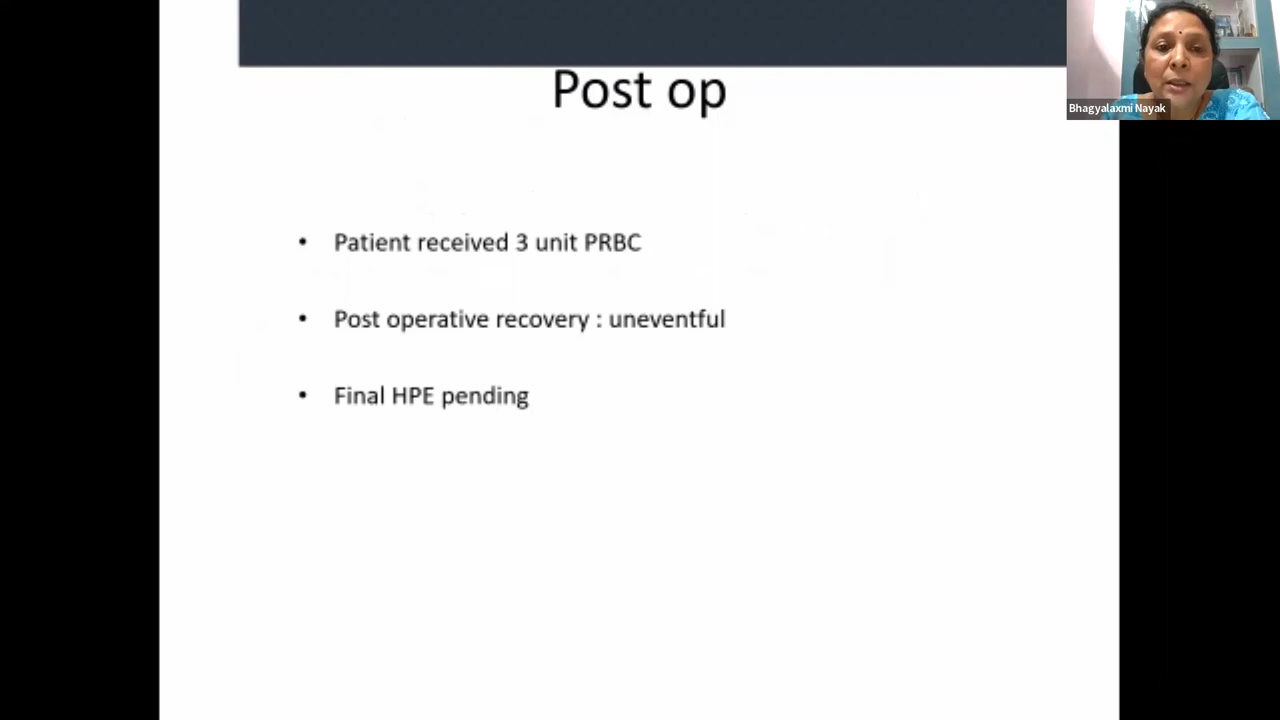 Post op
Bhagyalaxmi Nayak
• Patient received 3 unit PRBC
• Post operative recovery : uneventful
• Final HPE pending